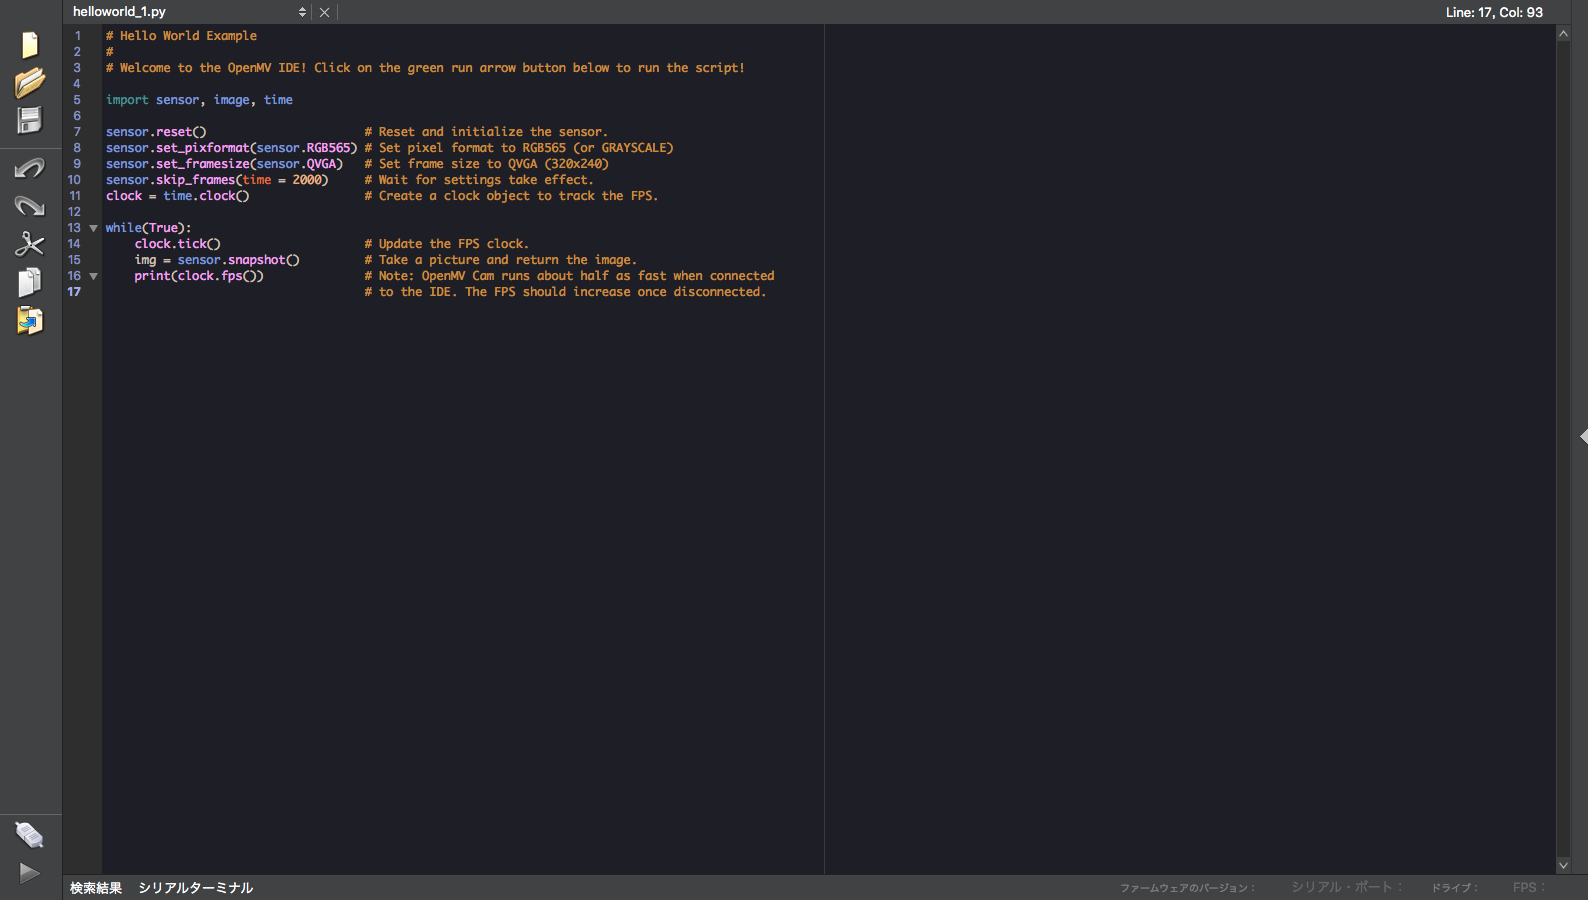 helloworld_1.py
Line: 17, Col: 93
1 # Hello World Example
2 #
3 # Welcome to the OpenMV IDE! Click on the green run arrow button below to run the script!
4
5 import sensor, image, time
6
7 sensor.reset() # Reset and initialize the sensor.
8 sensor.set_pixformat(sensor.RGB565) # Set pixel format to RGB565 (or GRAYSCALE)
9 sensor.set_framesize(sensor.QVGA) # Set frame size to QVGA (320x240)
10 sensor.skip_frames(time = 2000) # Wait for settings take effect.
11 clock = time.clock() # Create a clock object to track the FPS.
12
13 while(True):
14 clock.tick() # Update the FPS clock.
15 img = sensor.snapshot() # Take a picture and return the image.
16 print(clock.fps()) # Note: OpenMV Cam runs about half as fast when connected
17 # to the IDE. The FPS should increase once disconnected.
検索結果 シリアルターミナル ファームウェアのバージョン： シリアル・ポート： ドライブ： FPS：